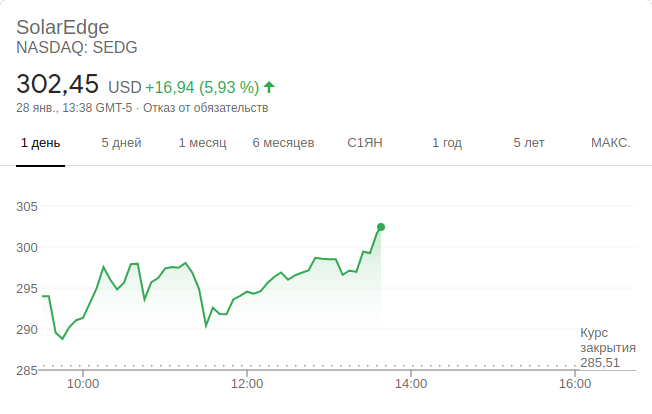 SolarEdge
NASDAQ: SEDG
302,45 USD +16,94 (5,93 %)
28 янв., 13:38 GMT-5 · Отказ от обязательств
1 день 5 дней 1 месяц 6 месяцев С1ЯН 1 год 5 лет МАКС.
305
300
295
290
285
Курс
закрытия
285,51
10:00 12:00 14:00 16:00